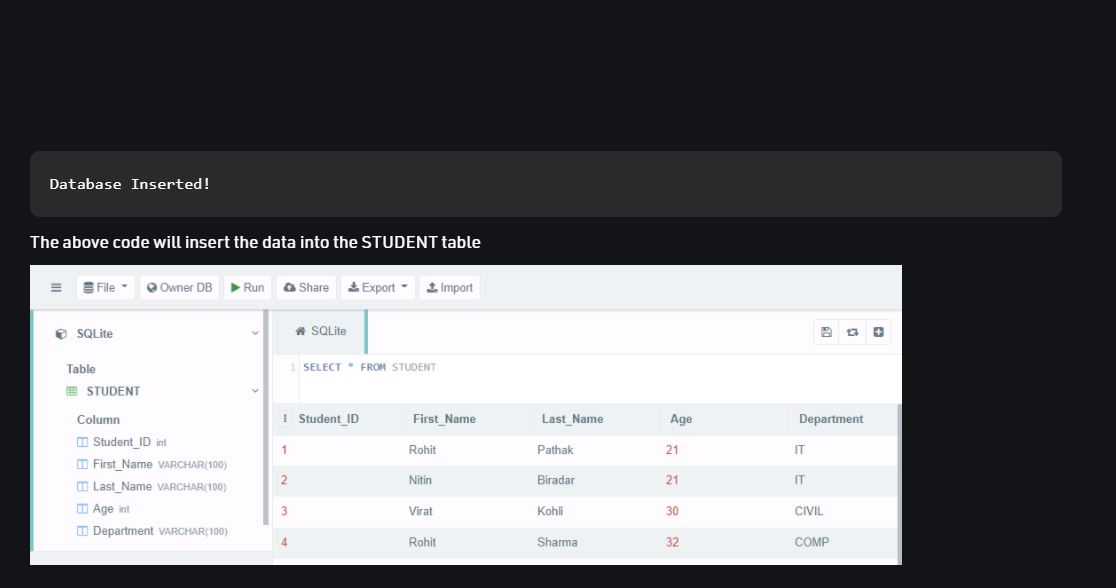 Database Inserted!
The above code will insert the data into the STUDENT table
File Owner DB Run Share Export Import
SQLite
SQLite
1 SELECT * FROM STUDENT
Table
STUDENT
Column
Student_ID int
First_Name VARCHAR(100)
Last_Name VARCHAR(100)
Age int
Department VARCHAR(100)
Student_ID First_Name Last_Name Age Department
1 Rohit Pathak 21 IT
2 Nitin Biradar 21 IT
3 Virat Kohli 30 CIVIL
4 Rohit Sharma 32 COMP